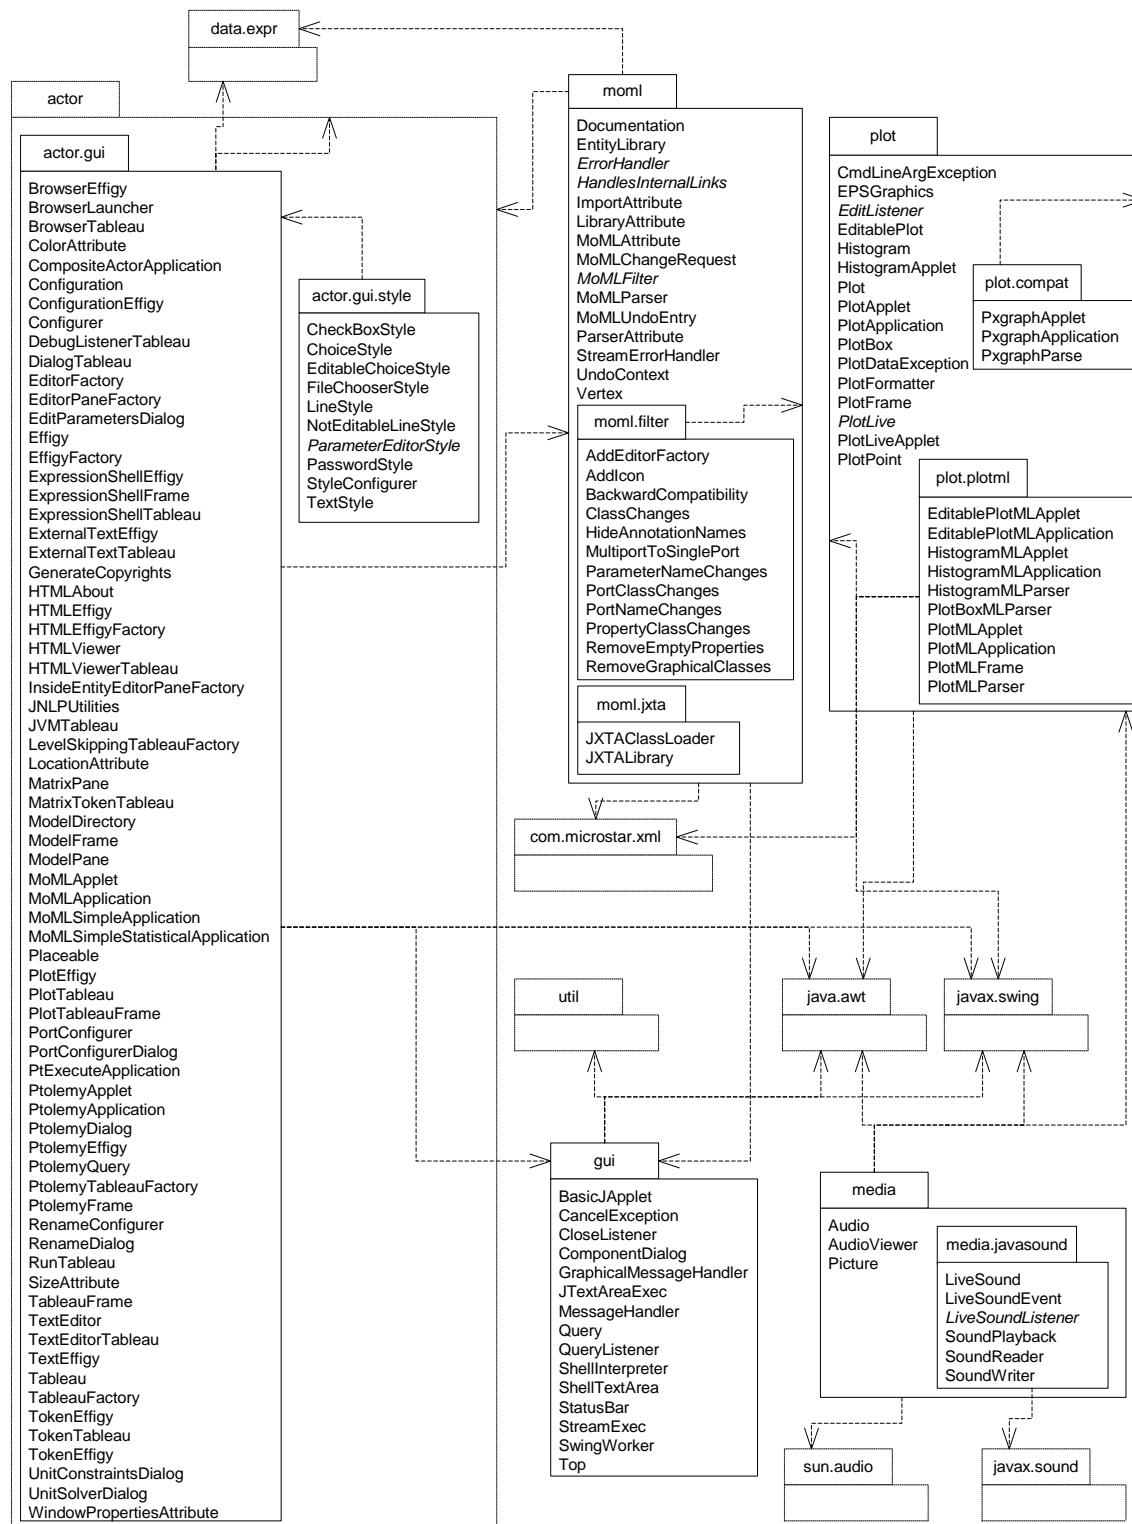 data.expr
actor
actor.gui
BrowserEffigy
BrowserLauncher
BrowserTableau
ColorAttribute
CompositeActorApplication
Configuration
ConfigurationEffigy
Configurer
DebugListenerTableau
DialogTableau
EditorFactory
EditorPaneFactory
EditParametersDialog
Effigy
EffigyFactory
ExpressionShellEffigy
ExpressionShellFrame
ExpressionShellTableau
ExternalTextEffigy
ExternalTextTableau
GenerateCopyrights
HTMLAbout
HTMLEffigy
HTMLEffigyFactory
HTMLViewer
HTMLViewerTableau
InsideEntityEditorPaneFactory
JNLPUtilities
JVMTableau
LevelSkippingTableauFactory
LocationAttribute
MatrixPane
MatrixTokenTableau
ModelDirectory
ModelFrame
ModelPane
MoMLApplet
MoMLApplication
MoMLSimpleApplication
MoMLSimpleStatisticalApplication
Placeable
PlotEffigy
PlotTableau
PlotTableauFrame
PortConfigurer
PortConfigurerDialog
PtExecuteApplication
PtolemyApplet
PtolemyApplication
PtolemyDialog
PtolemyEffigy
PtolemyQuery
PtolemyTableauFactory
PtolemyFrame
RenameConfigurer
RenameDialog
RunTableau
SizeAttribute
TableauFrame
TextEditor
TextEditorTableau
TextEffigy
Tableau
TableauFactory
TokenEffigy
TokenTableau
TokenEffigy
UnitConstraintsDialog
UnitSolverDialog
WindowPropertiesAttribute
actor.gui.style
CheckBoxStyle
ChoiceStyle
EditableChoiceStyle
FileChooserStyle
LineStyle
NotEditableLineStyle
ParameterEditorStyle
PasswordStyle
StyleConfigurer
TextStyle
moml
Documentation
EntityLibrary
ErrorHandler
HandlesInternalLinks
ImportAttribute
LibraryAttribute
MoMLAttribute
MoMLChangeRequest
MoMLFilter
MoMLParser
MoMLUndoEntry
ParserAttribute
StreamErrorHandler
UndoContext
Vertex
moml.filter
AddEditorFactory
AddIcon
BackwardCompatibility
ClassChanges
HideAnnotationNames
MultiportToSinglePort
ParameterNameChanges
PortClassChanges
PortNameChanges
PropertyClassChanges
RemoveEmptyProperties
RemoveGraphicalClasses
moml.jxta
JXTAClassLoader
JXTALibrary
plot
CmdLineArgException
EPSGraphics
EditListener
EditablePlot
Histogram
HistogramApplet
Plot
PlotApplet
PlotApplication
PlotBox
PlotDataException
PlotFormatter
PlotFrame
PlotLive
PlotLiveApplet
PlotPoint
plot.compat
PxgraphApplet
PxgraphApplication
PxgraphParse
plot.plotml
EditablePlotMLApplet
EditablePlotMLApplication
HistogramMLApplet
HistogramMLApplication
HistogramMLParser
PlotBoxMLParser
PlotMLApplet
PlotMLApplication
PlotMLFrame
PlotMLParser
com.microstar.xml
util
java.awt
javax.swing
gui
BasicJApplet
CancelException
CloseListener
ComponentDialog
GraphicalMessageHandler
JTextAreaExec
MessageHandler
Query
QueryListener
ShellInterpreter
ShellTextArea
StatusBar
StreamExec
SwingWorker
Top
media
Audio
AudioViewer
Picture
media.javasound
LiveSound
LiveSoundEvent
LiveSoundListener
SoundPlayback
SoundReader
SoundWriter
sun.audio
javax.sound